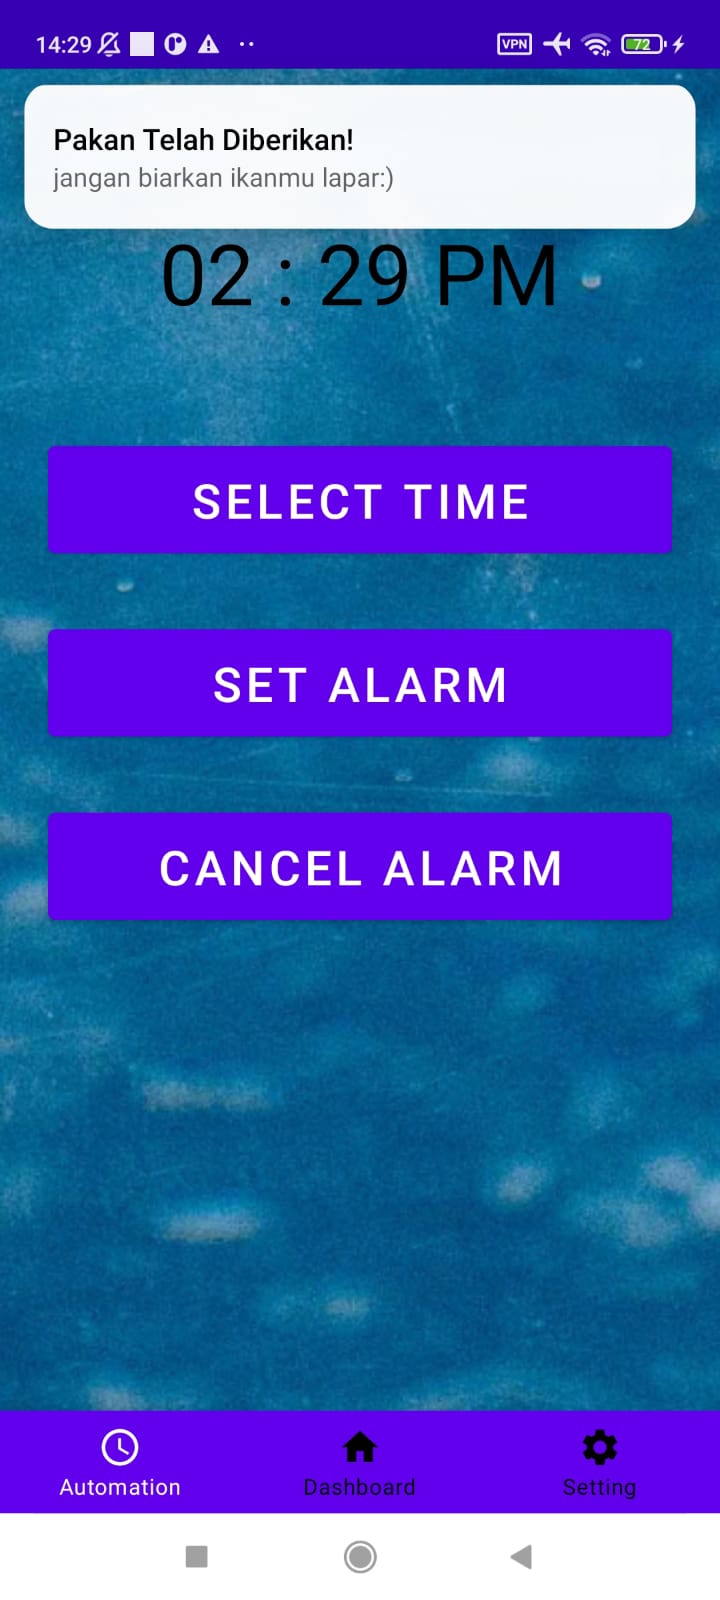 14:29
VPN
72
Pakan Telah Diberikan!
jangan biarkan ikanmu lapar:)
02 : 29 PM
SELECT TIME
SET ALARM
CANCEL ALARM
Automation
Dashboard
Setting